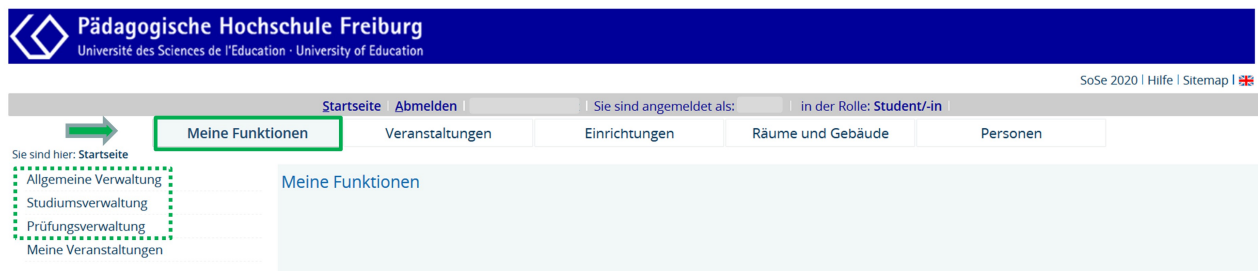 Pädagogische Hochschule Freiburg
Université des Sciences de l'Education · University of Education
SoSe 2020 | Hilfe | Sitemap |
Startseite | Abmelden | | Sie sind angemeldet als: | in der Rolle: Student/-in |
Meine Funktionen Veranstaltungen Einrichtungen Räume und Gebäude Personen
Sie sind hier: Startseite
Allgemeine Verwaltung
Meine Funktionen
Studiumsverwaltung
Prüfungsverwaltung
Meine Veranstaltungen